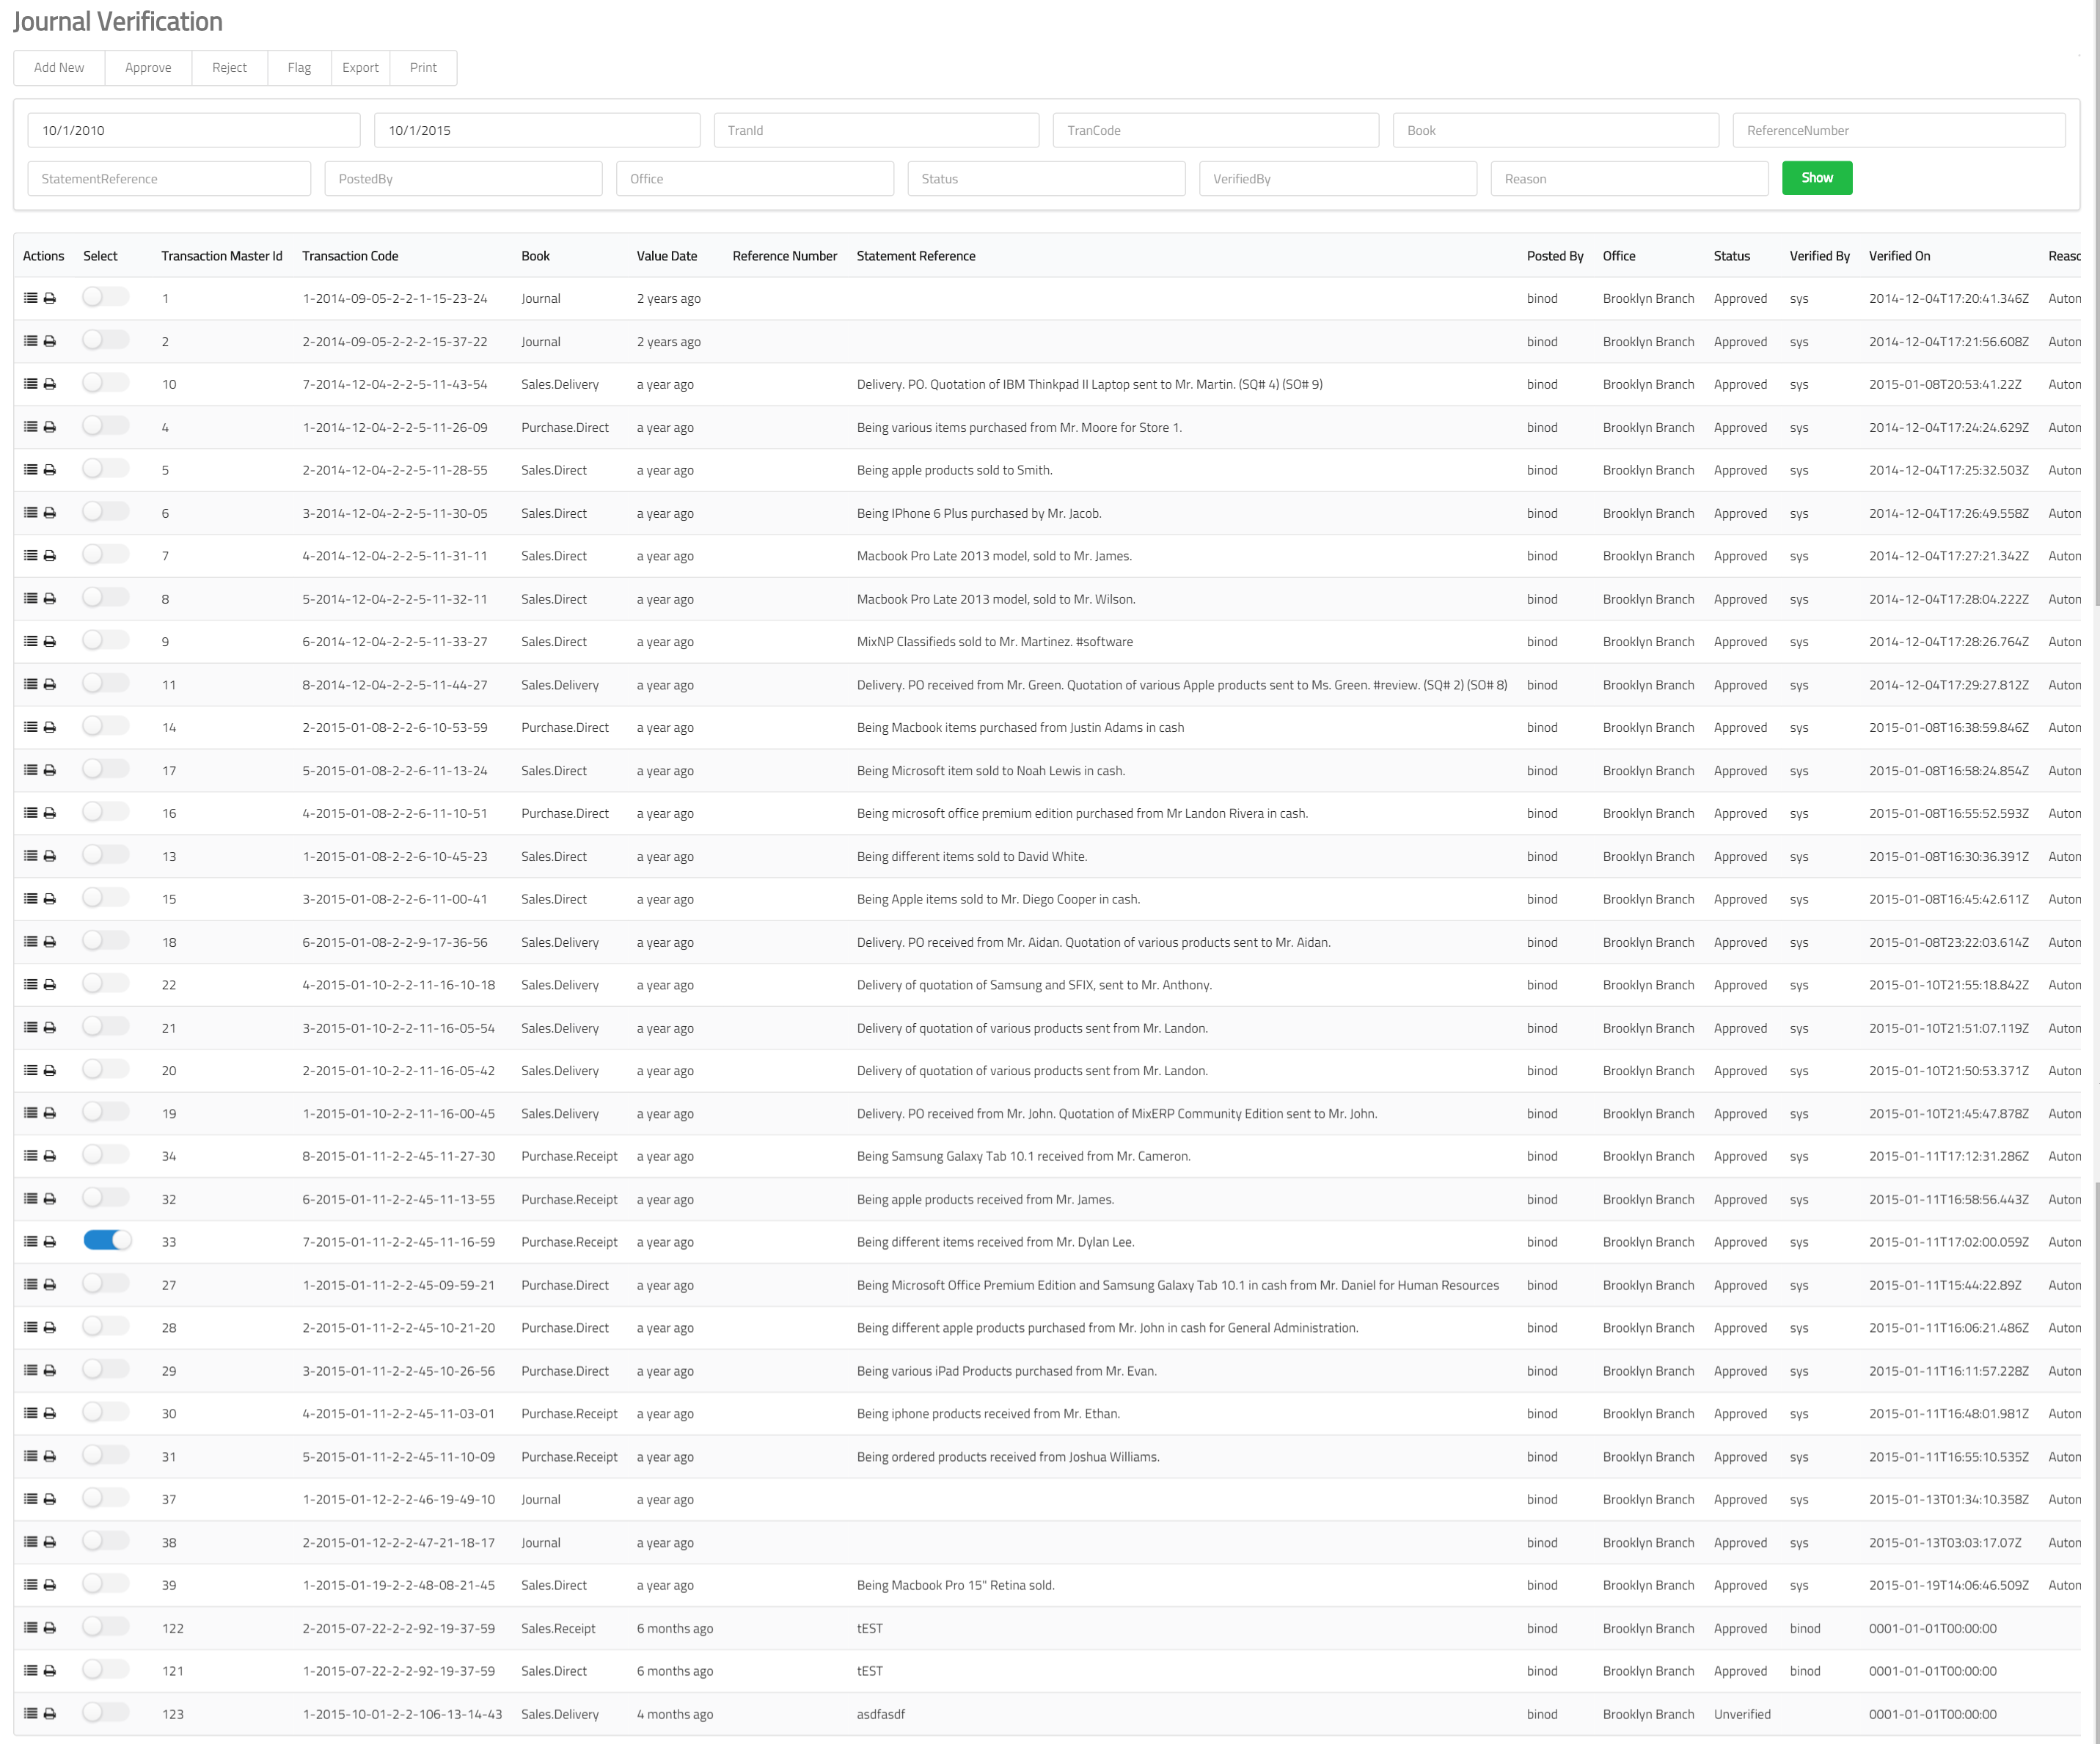 Journal Verification
Add New Approve Reject Flag Export Print
10/1/2010 10/1/2015 TranId TranCode Book ReferenceNumber
StatementReference PostedBy Office Status VerifiedBy Reason Show
Actions Select Transaction Master Id Transaction Code Book Value Date Reference Number Statement Reference Posted By Office Status Verified By Verified On Reasc
1 1-2014-09-05-2-2-1-15-23-24 Journal 2 years ago binod Brooklyn Branch Approved sys 2014-12-04T17:20:41.346Z Autom
2 2-2014-09-05-2-2-2-15-37-22 Journal 2 years ago binod Brooklyn Branch Approved sys 2014-12-04T17:21:56.608Z Autom
10 7-2014-12-04-2-2-5-11-43-54 Sales.Delivery a year ago Delivery. PO. Quotation of IBM Thinkpad II Laptop sent to Mr. Martin. (SQ# 4) (SO# 9) binod Brooklyn Branch Approved sys 2015-01-08T20:53:41.22Z Autom
4 1-2014-12-04-2-2-5-11-26-09 Purchase.Direct a year ago Being various items purchased from Mr. Moore for Store 1. binod Brooklyn Branch Approved sys 2014-12-04T17:24:24.629Z Autom
5 2-2014-12-04-2-2-5-11-28-55 Sales.Direct a year ago Being apple products sold to Smith. binod Brooklyn Branch Approved sys 2014-12-04T17:25:32.503Z Autom
6 3-2014-12-04-2-2-5-11-30-05 Sales.Direct a year ago Being IPhone 6 Plus purchased by Mr. Jacob. binod Brooklyn Branch Approved sys 2014-12-04T17:26:49.558Z Autom
7 4-2014-12-04-2-2-5-11-31-11 Sales.Direct a year ago Macbook Pro Late 2013 model, sold to Mr. James. binod Brooklyn Branch Approved sys 2014-12-04T17:27:21.342Z Autom
8 5-2014-12-04-2-2-5-11-32-11 Sales.Direct a year ago Macbook Pro Late 2013 model, sold to Mr. Wilson. binod Brooklyn Branch Approved sys 2014-12-04T17:28:04.222Z Autom
9 6-2014-12-04-2-2-5-11-33-27 Sales.Direct a year ago MixNP Classifieds sold to Mr. Martinez. #software binod Brooklyn Branch Approved sys 2014-12-04T17:28:26.764Z Autom
11 8-2014-12-04-2-2-5-11-44-27 Sales.Delivery a year ago Delivery. PO received from Mr. Green. Quotation of various Apple products sent to Ms. Green. #review. (SQ# 2) (SO# 8) binod Brooklyn Branch Approved sys 2014-12-04T17:29:27.812Z Autom
14 2-2015-01-08-2-2-6-10-53-59 Purchase.Direct a year ago Being Macbook items purchased from Justin Adams in cash binod Brooklyn Branch Approved sys 2015-01-08T16:38:59.846Z Autom
17 5-2015-01-08-2-2-6-11-13-24 Sales.Direct a year ago Being Microsoft item sold to Noah Lewis in cash. binod Brooklyn Branch Approved sys 2015-01-08T16:58:24.854Z Autom
16 4-2015-01-08-2-2-6-11-10-51 Purchase.Direct a year ago Being microsoft office premium edition purchased from Mr Landon Rivera in cash. binod Brooklyn Branch Approved sys 2015-01-08T16:55:52.593Z Autom
13 1-2015-01-08-2-2-6-10-45-23 Sales.Direct a year ago Being different items sold to David White. binod Brooklyn Branch Approved sys 2015-01-08T16:30:36.391Z Autom
15 3-2015-01-08-2-2-6-11-00-41 Sales.Direct a year ago Being Apple items sold to Mr. Diego Cooper in cash. binod Brooklyn Branch Approved sys 2015-01-08T16:45:42.611Z Autom
18 6-2015-01-08-2-2-9-17-36-56 Sales.Delivery a year ago Delivery. PO received from Mr. Aidan. Quotation of various products sent to Mr. Aidan. binod Brooklyn Branch Approved sys 2015-01-08T23:22:03.614Z Autom
22 4-2015-01-10-2-2-11-16-10-18 Sales.Delivery a year ago Delivery of quotation of Samsung and SFIX, sent to Mr. Anthony. binod Brooklyn Branch Approved sys 2015-01-10T21:55:18.842Z Autom
21 3-2015-01-10-2-2-11-16-05-54 Sales.Delivery a year ago Delivery of quotation of various products sent from Mr. Landon. binod Brooklyn Branch Approved sys 2015-01-10T21:51:07.119Z Autom
20 2-2015-01-10-2-2-11-16-05-42 Sales.Delivery a year ago Delivery of quotation of various products sent from Mr. Landon. binod Brooklyn Branch Approved sys 2015-01-10T21:50:53.371Z Autom
19 1-2015-01-10-2-2-11-16-00-45 Sales.Delivery a year ago Delivery. PO received from Mr. John. Quotation of MixERP Community Edition sent to Mr. John. binod Brooklyn Branch Approved sys 2015-01-10T21:45:47.878Z Autom
34 8-2015-01-11-2-2-45-11-27-30 Purchase.Receipt a year ago Being Samsung Galaxy Tab 10.1 received from Mr. Cameron. binod Brooklyn Branch Approved sys 2015-01-11T17:12:31.286Z Autom
32 6-2015-01-11-2-2-45-11-13-55 Purchase.Receipt a year ago Being apple products received from Mr. James. binod Brooklyn Branch Approved sys 2015-01-11T16:58:56.443Z Autom
33 7-2015-01-11-2-2-45-11-16-59 Purchase.Receipt a year ago Being different items received from Mr. Dylan Lee. binod Brooklyn Branch Approved sys 2015-01-11T17:02:00.059Z Autom
27 1-2015-01-11-2-2-45-09-59-21 Purchase.Direct a year ago Being Microsoft Office Premium Edition and Samsung Galaxy Tab 10.1 in cash from Mr. Daniel for Human Resources binod Brooklyn Branch Approved sys 2015-01-11T15:44:22.89Z Autom
28 2-2015-01-11-2-2-45-10-21-20 Purchase.Direct a year ago Being different apple products purchased from Mr. John in cash for General Administration. binod Brooklyn Branch Approved sys 2015-01-11T16:06:21.486Z Autom
29 3-2015-01-11-2-2-45-10-26-56 Purchase.Direct a year ago Being various iPad Products purchased from Mr. Evan. binod Brooklyn Branch Approved sys 2015-01-11T16:11:57.228Z Autom
30 4-2015-01-11-2-2-45-11-03-01 Purchase.Receipt a year ago Being iphone products received from Mr. Ethan. binod Brooklyn Branch Approved sys 2015-01-11T16:48:01.981Z Autom
31 5-2015-01-11-2-2-45-11-10-09 Purchase.Receipt a year ago Being ordered products received from Joshua Williams. binod Brooklyn Branch Approved sys 2015-01-11T16:55:10.535Z Autom
37 1-2015-01-12-2-2-46-19-49-10 Journal a year ago binod Brooklyn Branch Approved sys 2015-01-13T01:34:10.358Z Autom
38 2-2015-01-12-2-2-47-21-18-17 Journal a year ago binod Brooklyn Branch Approved sys 2015-01-13T03:03:17.07Z Autom
39 1-2015-01-19-2-2-48-08-21-45 Sales.Direct a year ago Being Macbook Pro 15" Retina sold. binod Brooklyn Branch Approved sys 2015-01-19T14:06:46.509Z Autom
122 2-2015-07-22-2-2-92-19-37-59 Sales.Receipt 6 months ago tEST binod Brooklyn Branch Approved binod 0001-01-01T00:00:00
121 1-2015-07-22-2-2-92-19-37-59 Sales.Direct 6 months ago tEST binod Brooklyn Branch Approved binod 0001-01-01T00:00:00
123 1-2015-10-01-2-2-106-13-14-43 Sales.Delivery 4 months ago asdfasdf binod Brooklyn Branch Unverified 0001-01-01T00:00:00